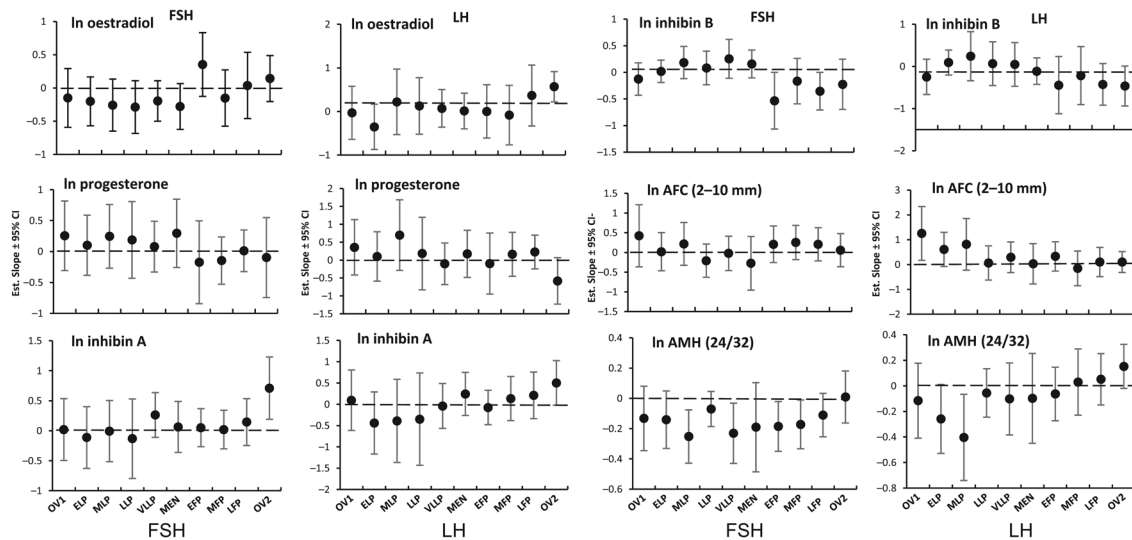 FSH
LH
FSH
LH
ln oestradiol
1
0.5
0
−0.5
−1
ln oestradiol
2
1.5
1
0.5
0
−0.5
−1
ln inhibin B
1
0.5
0
−0.5
−1
−1.5
ln inhibin B
1
0
−1
−2
Est. Slope ± 95% CI
ln progesterone
1
0.5
0
−0.5
−1
ln progesterone
2
1.5
1
0.5
0
−0.5
−1
−1.5
Est. Slope ± 95% CI-
ln AFC (2–10 mm)
1.5
1
0.5
0
−0.5
−1
−1.5
Est. Slope ± 95% CI
ln AFC (2–10 mm)
3
2
1
0
−1
−2
ln inhibin A
1.5
1
0.5
0
−0.5
−1
OV1 ELP MLP LLP VLLP MEN EFP MFP LFP OV2
FSH
ln inhibin A
1.5
1
0.5
0
−0.5
−1
−1.5
−2
OV1 ELP MLP LLP VLLP MEN EFP MFP LFP OV2
LH
ln AMH (24/32)
0.4
0.2
0
−0.2
−0.4
−0.6
OV1 ELP MLP LLP VLLP MEN EFP MFP LFP OV2
FSH
ln AMH (24/32)
0.4
0.2
0
−0.2
−0.4
−0.6
−0.8
OV1 ELP MLP LLP VLLP MEN EFP MFP LFP OV2
LH